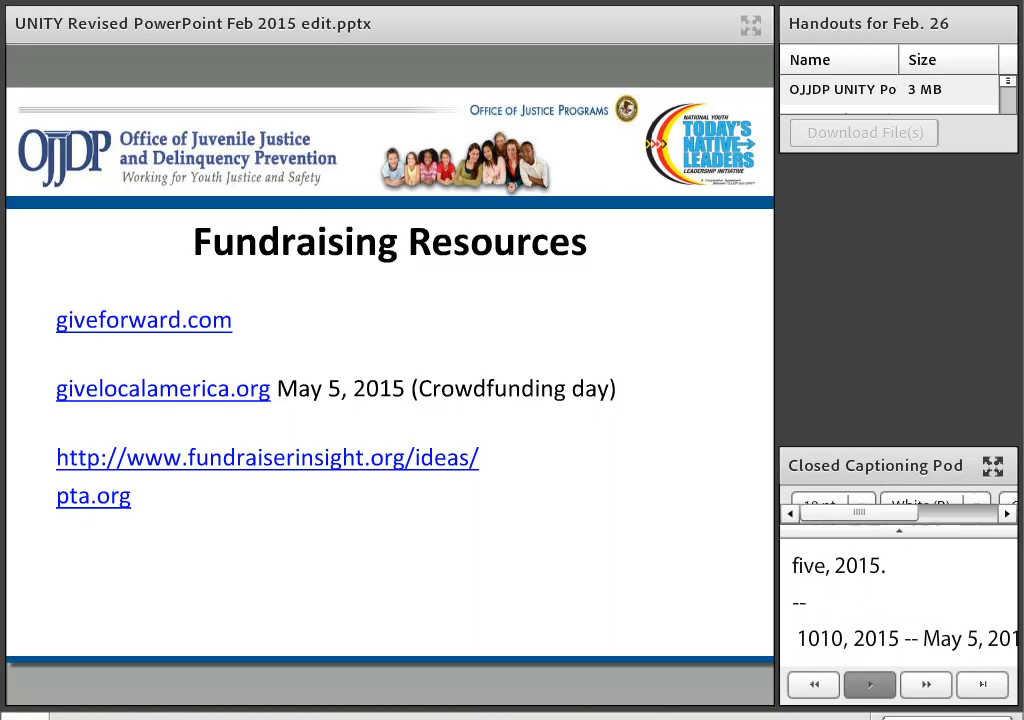 UNITY Revised PowerPoint Feb 2015 edit.pptx
OFFICE OF JUSTICE PROGRAMS
OJJDP
Office of Juvenile Justice
and Delinquency Prevention
Working for Youth Justice and Safety
NATIONAL YOUTH
TODAY'S
NATIVE
LEADERS
LEADERSHIP INITIATIVE
Fundraising Resources
giveforward.com
givelocalamerica.org May 5, 2015 (Crowdfunding day)
http://www.fundraiserinsight.org/ideas/
pta.org
Handouts for Feb. 26
Name Size
OJJDP UNITY Po 3 MB
Download File(s)
Closed Captioning Pod
five, 2015.
--
1010, 2015 -- May 5, 201